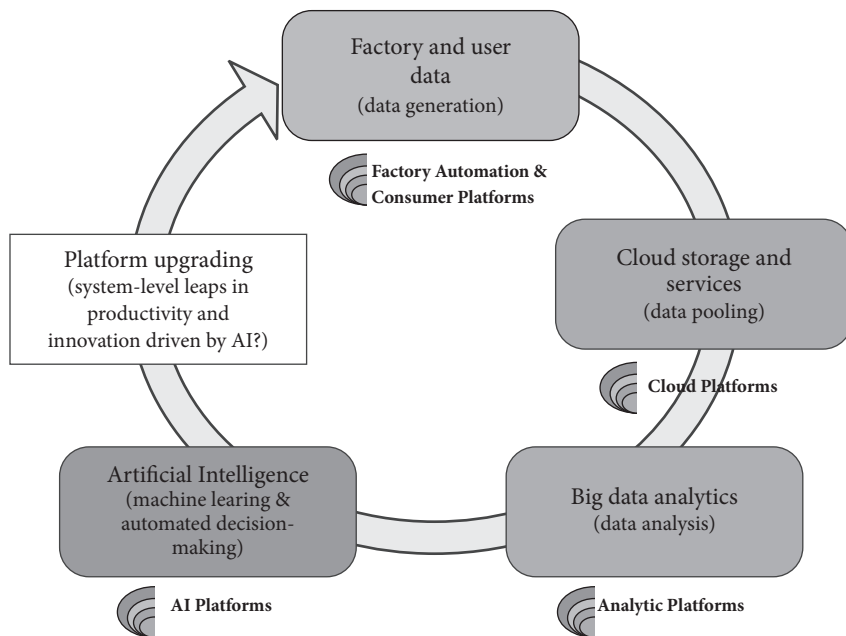 Factory and user
data
(data generation)
Factory Automation &
Consumer Platforms
Cloud storage and
services
(data pooling)
Cloud Platforms
Big data analytics
(data analysis)
Analytic Platforms
Artificial Intelligence
(machine learing &
automated decision-
making)
AI Platforms
Platform upgrading
(system-level leaps in
productivity and
innovation driven by AI?)